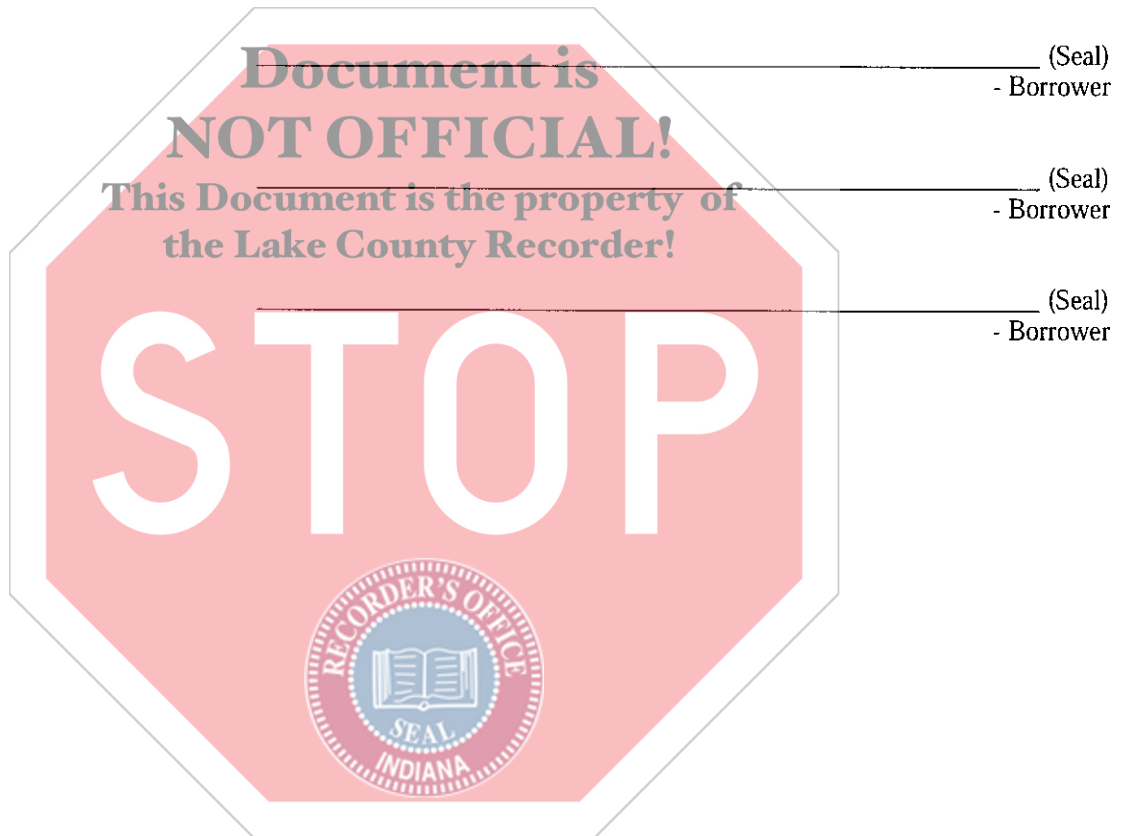 Document is
NOT OFFICIAL!
This Document is the property of
the Lake County Recorder!
(Seal)
- Borrower
(Seal)
- Borrower
(Seal)
- Borrower
STOP
RECORDER'S OFFICE
SEAL
INDIANA